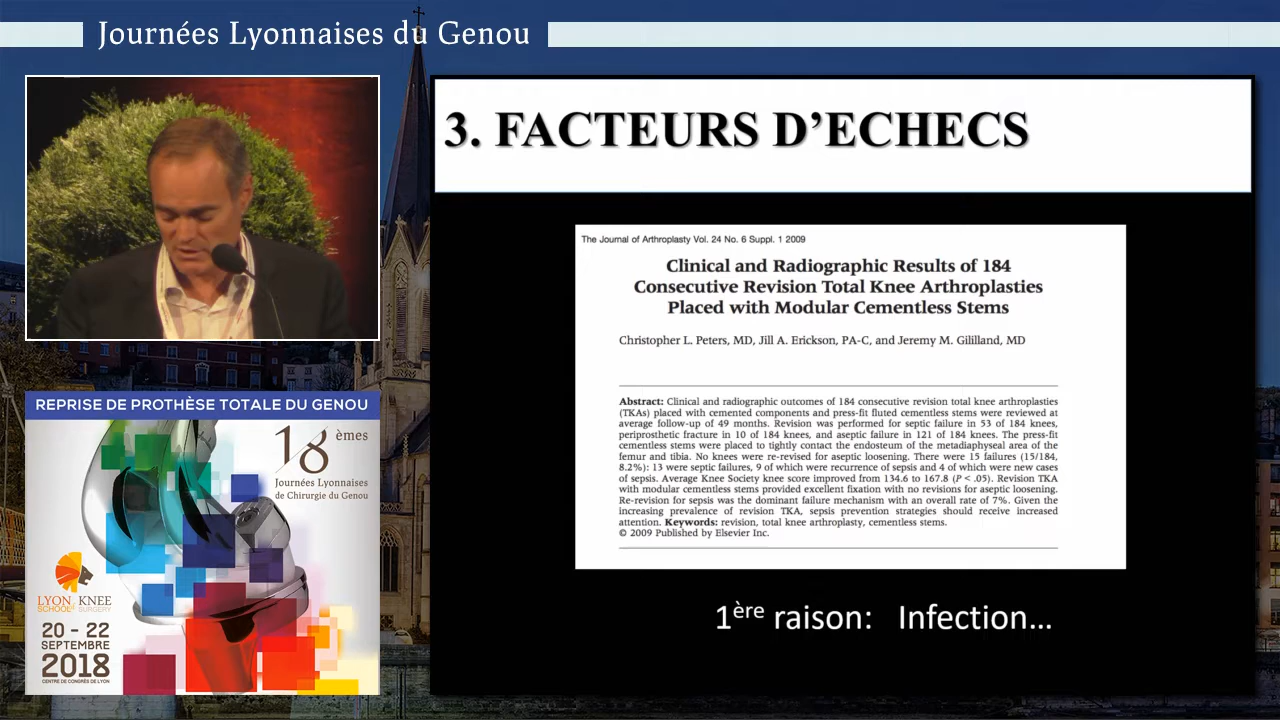 Journées Lyonnaises du Genou
3. FACTEURS D'ECHECS
The Journal of Arthroplasty Vol. 24 No. 6 Suppl. 1 2009
Clinical and Radiographic Results of 184
Consecutive Revision Total Knee Arthroplasties
Placed with Modular Cementless Stems
Christopher L. Peters, MD, Jill A. Erickson, PA-C, and Jeremy M. Gililland, MD
Abstract: Clinical and radiographic outcomes of 184 consecutive revision total knee arthroplasties
(TKAs) placed with cemented components and press-fit fluted cementless stems were reviewed at
average follow-up of 49 months. Revision was performed for septic failure in 53 of 184 knees,
periprosthetic fracture in 10 of 184 knees, and aseptic failure in 121 of 184 knees. The press-fit
cementless stems were placed to tightly contact the endosteum of the metadiaphyseal area of the
femur and tibia. No knees were re-revised for aseptic loosening. There were 15 failures (15/184,
8.2%): 13 were septic failures, 9 of which were recurrence of sepsis and 4 of which were new cases
of sepsis. Average Knee Society knee score improved from 134.6 to 167.8 (P < .05). Revision TKA
with modular cementless stems provided excellent fixation with no revisions for aseptic loosening.
Re-revision for sepsis was the dominant failure mechanism with an overall rate of 7%. Given the
increasing prevalence of revision TKA, sepsis prevention strategies should receive increased
attention. Keywords: revision, total knee arthroplasty, cementless stems.
© 2009 Published by Elsevier Inc.
1ère raison: Infection...
REPRISE DE PROTHÈSE TOTALE DU GENOU
18 èmes
Journées Lyonnaises
de Chirurgie du Genou
LYON KNEE
SCHOOL OF SURGERY
20 - 22
SEPTEMBRE
2018
CENTRE DE CONGRÈS DE LYON